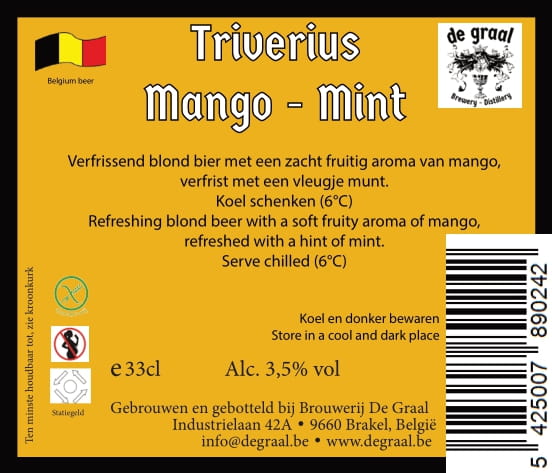 Triverius
Mango - Mint
Belgium beer
de graal
Brewery - Distillery
Verfrissend blond bier met een zacht fruitig aroma van mango,
verfrist met een vleugje munt.
Koel schenken (6°C)
Refreshing blond beer with a soft fruity aroma of mango,
refreshed with a hint of mint.
Serve chilled (6°C)
Koel en donker bewaren
Store in a cool and dark place
Ten minste houdbaar tot, zie kroonkurk
Statiegeld
e 33cl
Alc. 3,5% vol
Gebrouwen en gebotteld bij Brouwerij De Graal
Industrielaan 42A • 9660 Brakel, België
info@degraal.be • www.degraal.be
5 425007 890242